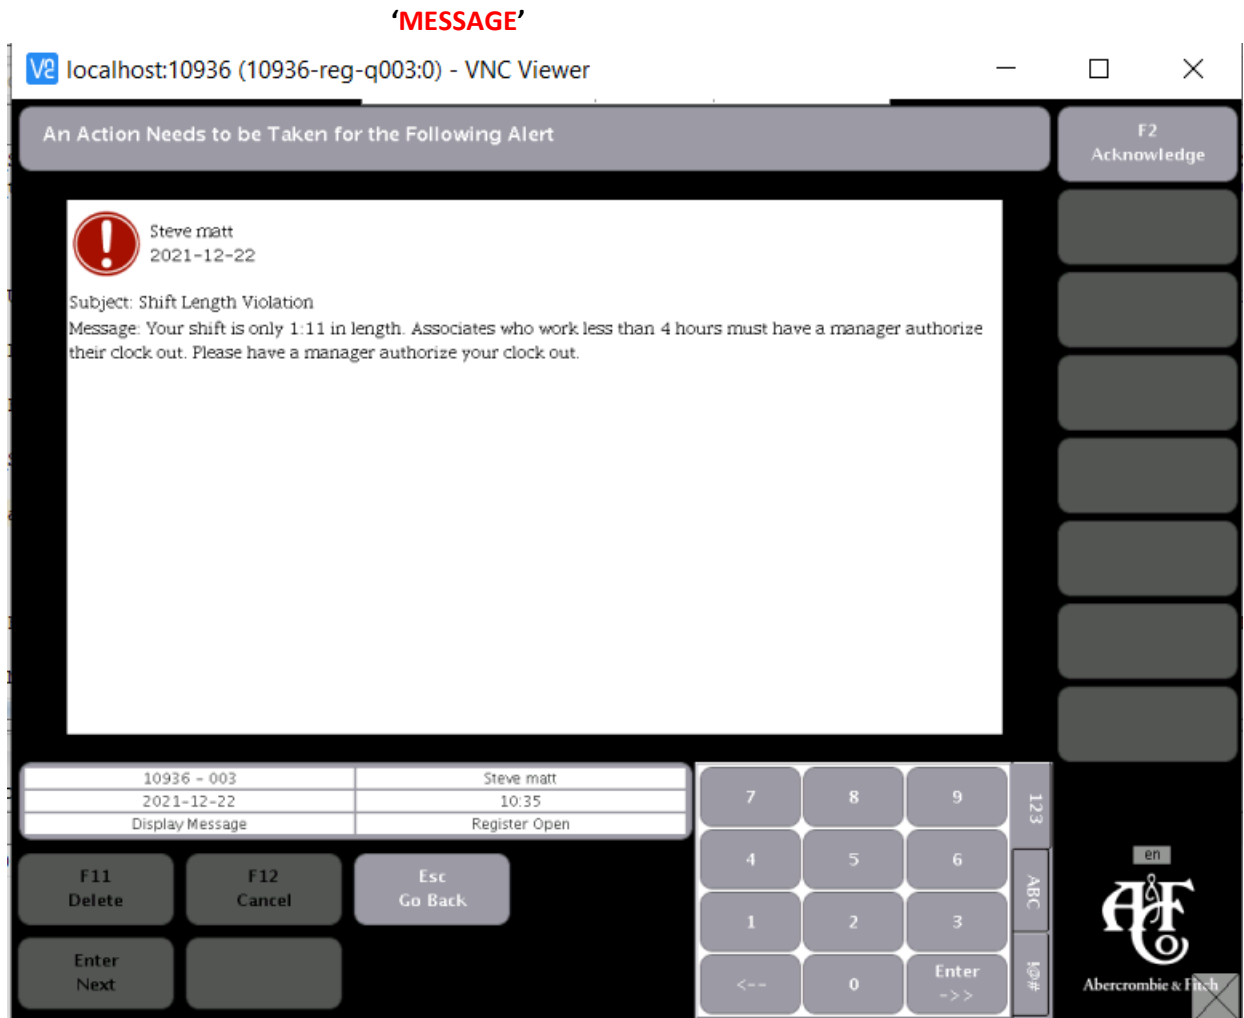 ‘MESSAGE’
V2 localhost:10936 (10936-reg-q003:0) - VNC Viewer
An Action Needs to be Taken for the Following Alert
F2
Acknowledge
Steve matt
2021-12-22
Subject: Shift Length Violation
Message: Your shift is only 1:11 in length. Associates who work less than 4 hours must have a manager authorize
their clock out. Please have a manager authorize your clock out.
10936 - 003 Steve matt
2021-12-22 10:35
Display Message Register Open
7 8 9
4 5 6
1 2 3
<-- 0 Enter
->>
123
ABC
!@#
F11
Delete
F12
Cancel
Esc
Go Back
Enter
Next
en
A&F
Co
Abercrombie & Fitch